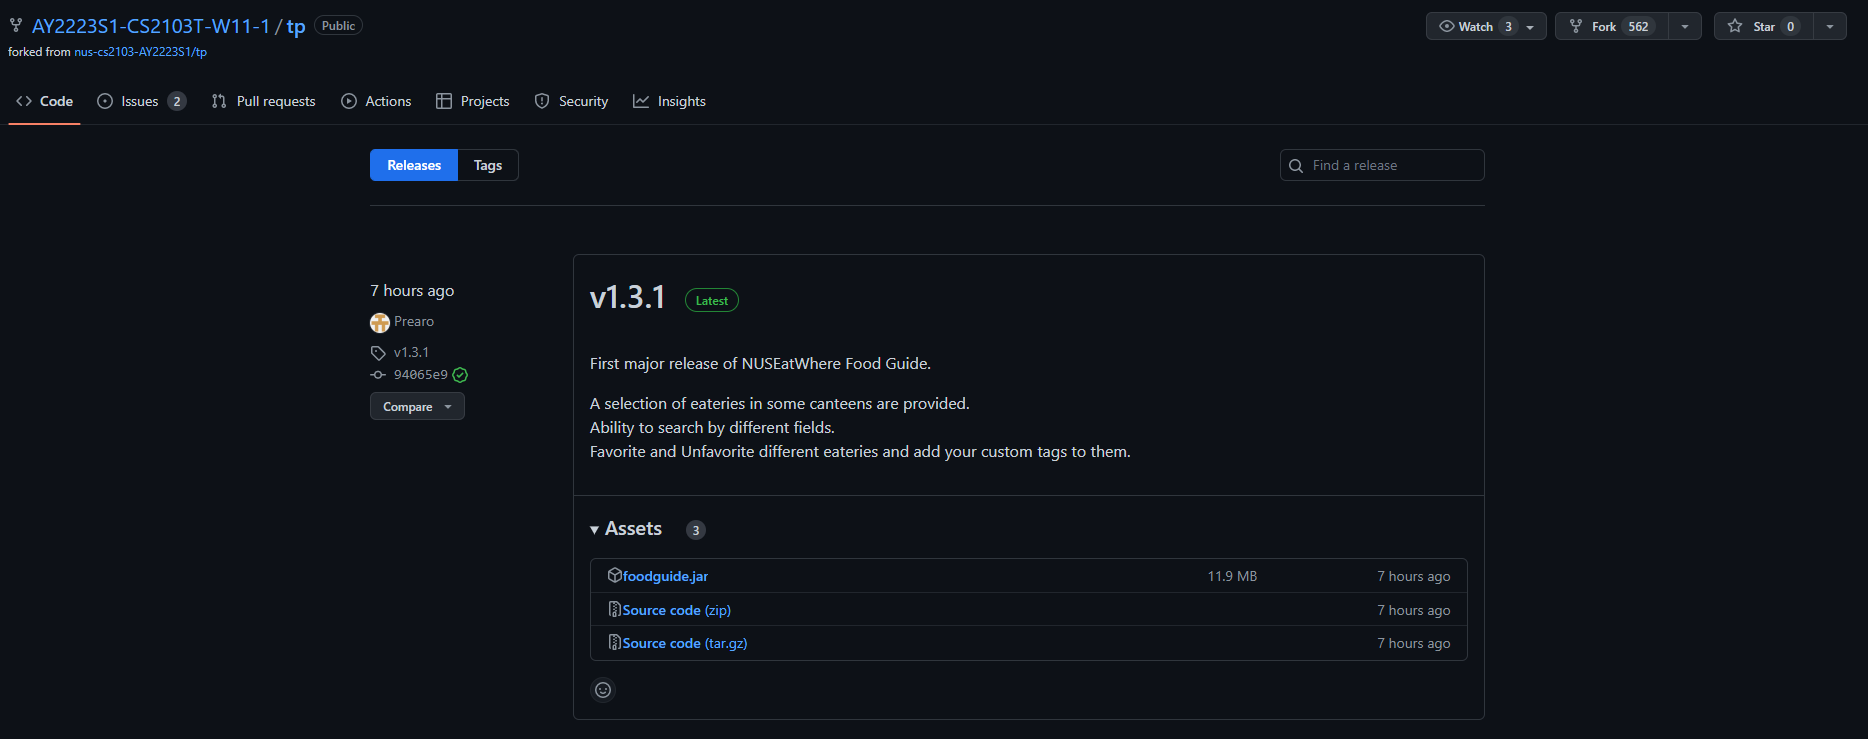 AY2223S1-CS2103T-W11-1 / tp Public
Watch 3 Fork 562 Star 0
forked from nus-cs2103-AY2223S1/tp
Code Issues 2 Pull requests Actions Projects Security Insights
Releases Tags
Find a release
7 hours ago
Prearo
v1.3.1
94065e9
Compare
v1.3.1 Latest
First major release of NUSEatWhere Food Guide.
A selection of eateries in some canteens are provided.
Ability to search by different fields.
Favorite and Unfavorite different eateries and add your custom tags to them.
Assets 3
foodguide.jar 11.9 MB 7 hours ago
Source code (zip) 7 hours ago
Source code (tar.gz) 7 hours ago